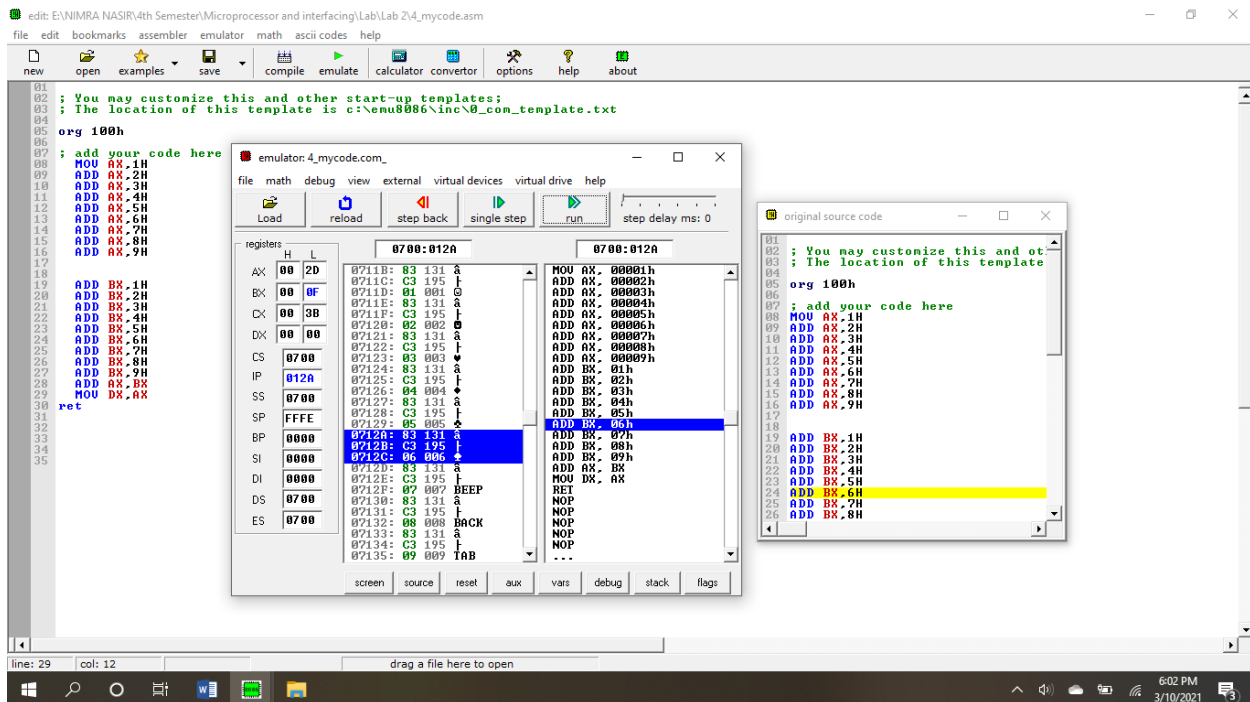 edit: E:\NIMRA NASIR\4th Semester\Microprocessor and interfacing\Lab\Lab 2\4_mycode.asm
file edit bookmarks assembler emulator math ascii codes help
new open examples save compile emulate calculator convertor options help about
01
02 ; You may customize this and other start-up templates;
03 ; The location of this template is c:\emu8086\inc\0_com_template.txt
04
05 org 100h
06
07 ; add your code here
08 MOV AX,1H
09 ADD AX,2H
10 ADD AX,3H
11 ADD AX,4H
12 ADD AX,5H
13 ADD AX,6H
14 ADD AX,7H
15 ADD AX,8H
16 ADD AX,9H
17
18
19 ADD BX,1H
20 ADD BX,2H
21 ADD BX,3H
22 ADD BX,4H
23 ADD BX,5H
24 ADD BX,6H
25 ADD BX,7H
26 ADD BX,8H
27 ADD BX,9H
28 ADD AX,BX
29 MOV DX,AX
30 ret
31
32
33
34
35
emulator: 4_mycode.com_
file math debug view external virtual devices virtual drive help
Load reload step back single step run step delay ms: 0
registers
H L
AX 00 2D
BX 00 0F
CX 00 3B
DX 00 00
CS 0700
IP 012A
SS 0700
SP FFFE
BP 0000
SI 0000
DI 0000
DS 0700
ES 0700
0700:012A
0711B: 83 131 â
0711C: C3 195 ├
0711D: 01 001 ☺
0711E: 83 131 â
0711F: C3 195 ├
07120: 02 002 ☻
07121: 83 131 â
07122: C3 195 ├
07123: 03 003 ♥
07124: 83 131 â
07125: C3 195 ├
07126: 04 004 ♦
07127: 83 131 â
07128: C3 195 ├
07129: 05 005 ♣
0712A: 83 131 â
0712B: C3 195 ├
0712C: 06 006 ♠
0712D: 83 131 â
0712E: C3 195 ├
0712F: 07 007 BEEP
07130: 83 131 â
07131: C3 195 ├
07132: 08 008 BACK
07133: 83 131 â
07134: C3 195 ├
07135: 09 009 TAB
0700:012A
MOV AX, 00001h
ADD AX, 00002h
ADD AX, 00003h
ADD AX, 00004h
ADD AX, 00005h
ADD AX, 00006h
ADD AX, 00007h
ADD AX, 00008h
ADD AX, 00009h
ADD BX, 01h
ADD BX, 02h
ADD BX, 03h
ADD BX, 04h
ADD BX, 05h
ADD BX, 06h
ADD BX, 07h
ADD BX, 08h
ADD BX, 09h
ADD AX, BX
MOV DX, AX
RET
NOP
NOP
NOP
NOP
NOP
...
screen source reset aux vars debug stack flags
original source code
01
02 ; You may customize this and ot
03 ; The location of this template
04
05 org 100h
06
07 ; add your code here
08 MOV AX,1H
09 ADD AX,2H
10 ADD AX,3H
11 ADD AX,4H
12 ADD AX,5H
13 ADD AX,6H
14 ADD AX,7H
15 ADD AX,8H
16 ADD AX,9H
17
18
19 ADD BX,1H
20 ADD BX,2H
21 ADD BX,3H
22 ADD BX,4H
23 ADD BX,5H
24 ADD BX,6H
25 ADD BX,7H
26 ADD BX,8H
line: 29 col: 12 drag a file here to open
6:02 PM
3/10/2021
3